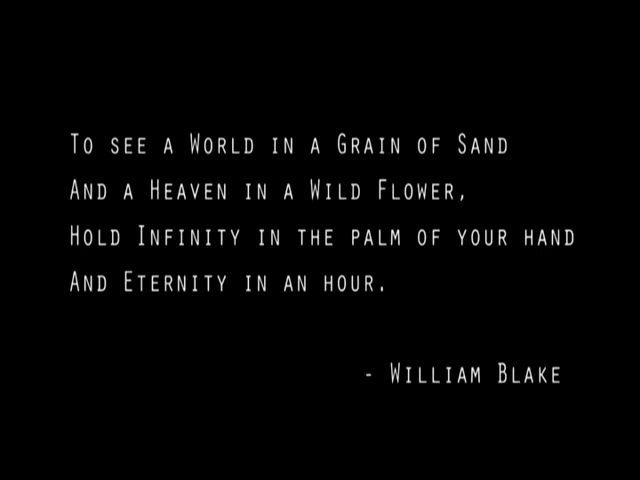 To see a World in a Grain of Sand
And a Heaven in a Wild Flower,
Hold Infinity in the palm of your hand
And Eternity in an hour.
- William Blake